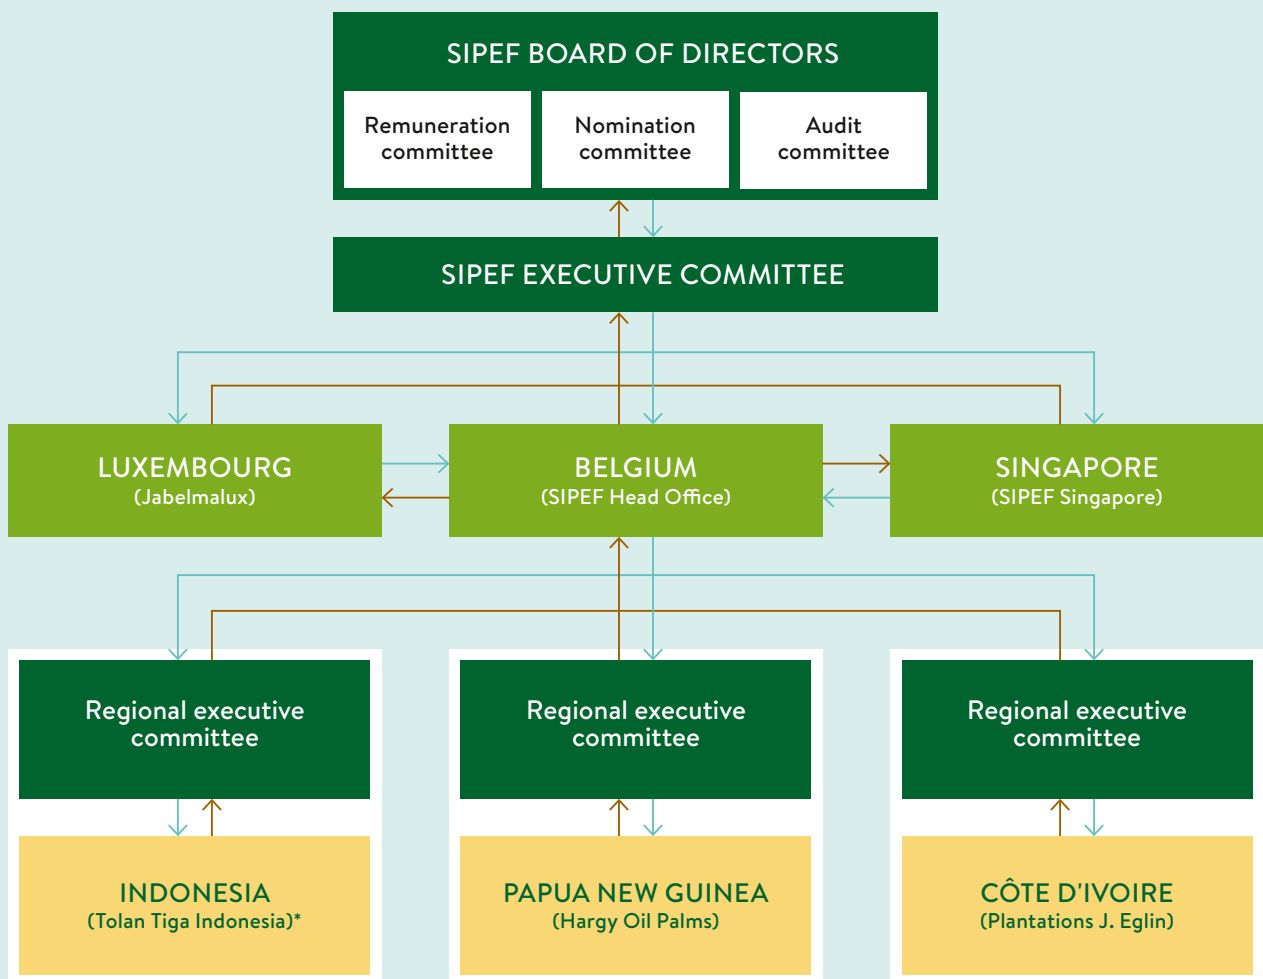 SIPEF BOARD OF DIRECTORS
Remuneration
committee
Nomination
committee
Audit
committee
SIPEF EXECUTIVE COMMITTEE
LUXEMBOURG
(Jabelmalux)
BELGIUM
(SIPEF Head Office)
SINGAPORE
(SIPEF Singapore)
Regional executive
committee
Regional executive
committee
Regional executive
committee
INDONESIA
(Tolan Tiga Indonesia)*
PAPUA NEW GUINEA
(Hargy Oil Palms)
CÔTE D'IVOIRE
(Plantations J. Eglin)